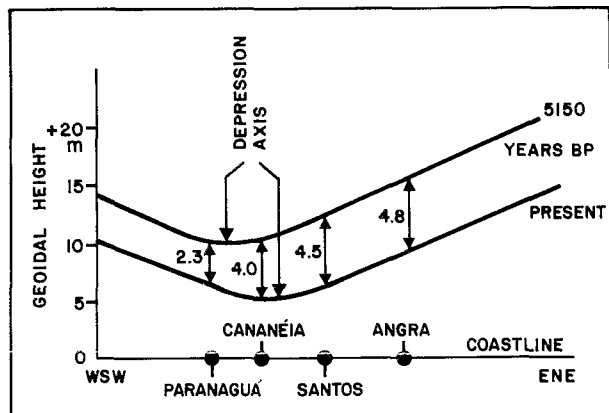 GEOIDAL HEIGHT
+20
m
15
10
5
0
DEPRESSION
AXIS
5150
YEARS BP
PRESENT
2.3
4.0
4.5
4.8
CANANÉIA
ANGRA
COASTLINE
WSW
PARANAGUÁ
SANTOS
ENE